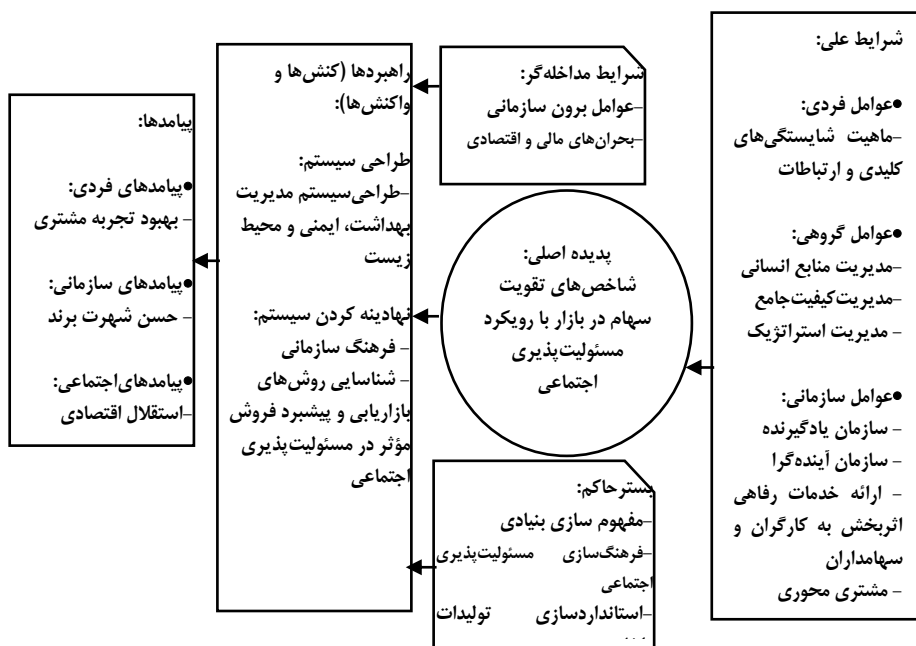 شرایط علی:
●عوامل فردی:
–ماهیت شایستگی‌های
کلیدی و ارتباطات
●عوامل گروهی:
–مدیریت منابع انسانی
–مدیریت‌کیفیت‌جامع
– مدیریت استراتژیک
●عوامل سازمانی:
– سازمان یادگیرنده
– سازمان آینده‌گرا
– ارائه خدمات رفاهی
اثربخش به کارگران و
سهامداران
– مشتری محوری
شرایط مداخله‌گر:
–عوامل برون سازمانی
–بحران‌های مالی و اقتصادی
پدیده اصلی:
شاخص‌های تقویت
سهام در بازار با رویکرد
مسئولیت‌پذیری
اجتماعی
بسترحاکم:
–مفهوم سازی بنیادی
–فرهنگ‌سازی مسئولیت‌پذیری
اجتماعی
–استانداردسازی تولیدات
راهبردها (کنش‌ها و
واکنش‌ها):
طراحی سیستم:
–طراحی‌سیستم مدیریت
بهداشت، ایمنی و محیط
زیست
نهادینه کردن سیستم:
– فرهنگ سازمانی
– شناسایی روش‌های
بازاریابی و پیشبرد فروش
مؤثر در مسئولیت‌پذیری
اجتماعی
پیامدها:
●پیامدهای فردی:
– بهبود تجربه مشتری
●پیامدهای سازمانی:
– حسن شهرت برند
●پیامدهای‌اجتماعی:
–استقلال اقتصادی